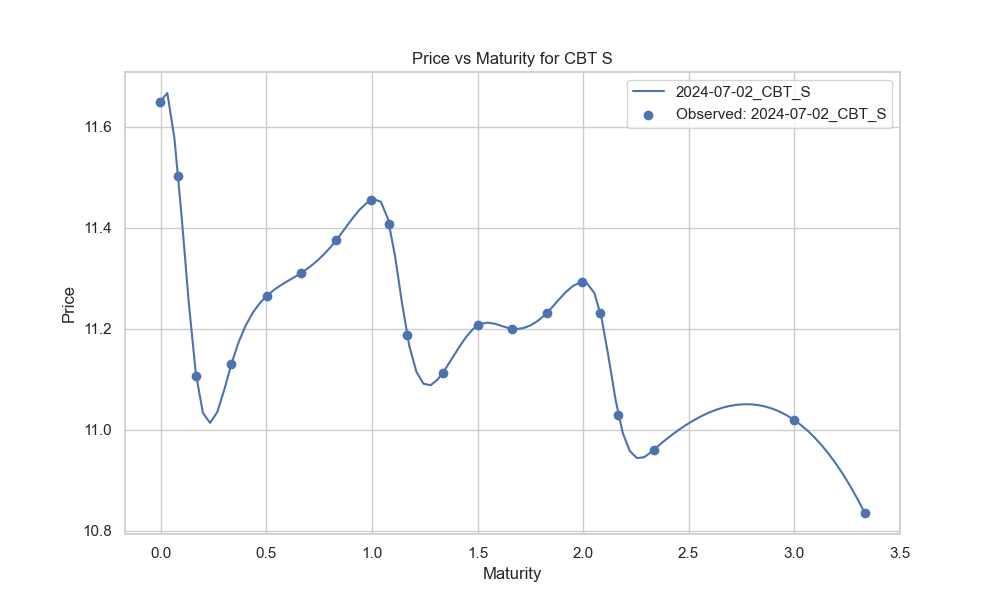 Price vs Maturity for CBT S
2024-07-02_CBT_S
Observed: 2024-07-02_CBT_S
Price
11.6
11.4
11.2
11.0
10.8
0.0 0.5 1.0 1.5 2.0 2.5 3.0 3.5
Maturity